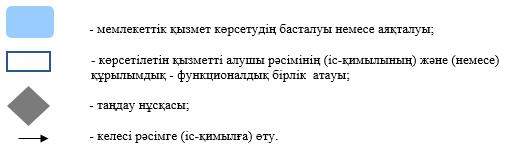 - мемлекеттік қызмет көрсетудің басталуы немесе аяқталуы;
- көрсетілетін қызметті алушы рәсімінің (іс-қимылының) және (немесе)
құрылымдық - функционалдық бірлік атауы;
- таңдау нұсқасы;
- келесі рәсімге (іс-қимылға) өту.